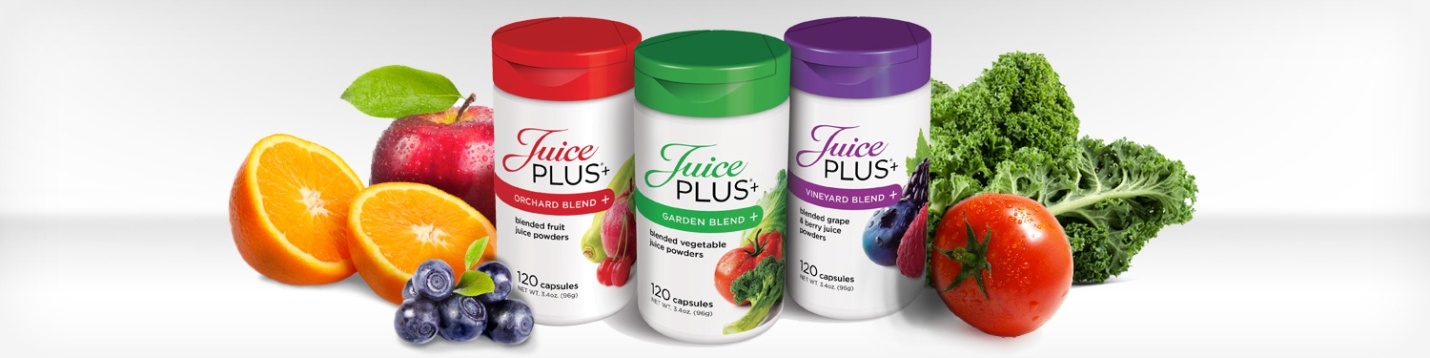 Juice
PLUS®+
ORCHARD BLEND +
blended fruit
juice powders
120 capsules
NET WT. 3.4oz. (96g)
Juice
PLUS®+
GARDEN BLEND +
blended vegetable
juice powders
120 capsules
NET WT. 3.4oz. (96g)
Juice
PLUS®+
VINEYARD BLEND +
blended grape
& berry juice
powders
120 capsules
NET WT. 3.4oz. (96g)